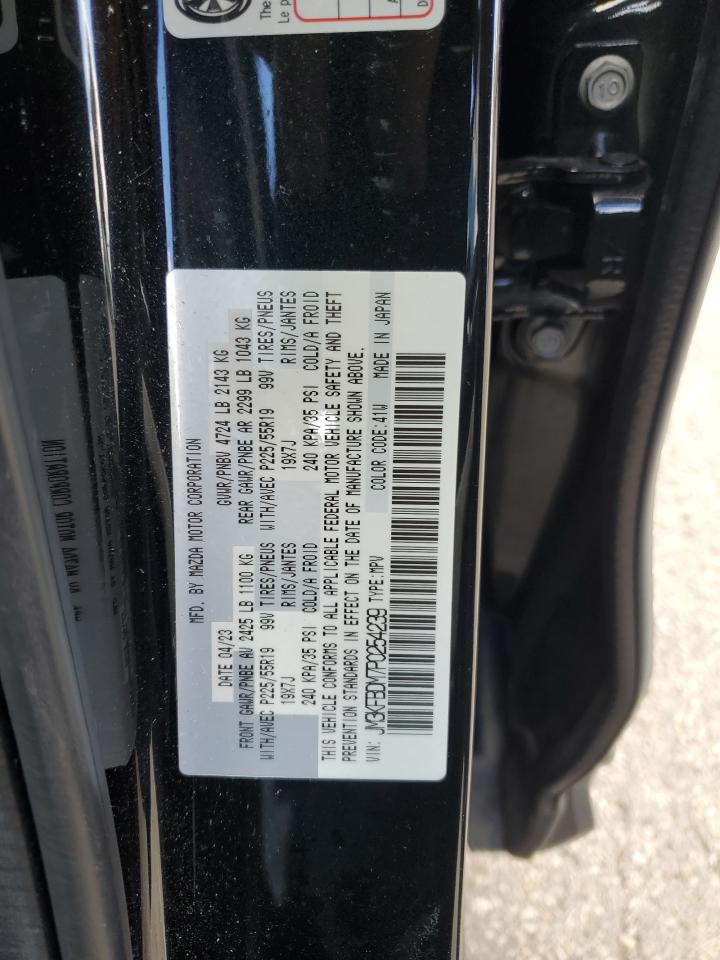 The
Le p
A
D
10
MFD. BY MAZDA MOTOR CORPORATION
DATE 04/23 GVWR/PNBV 4724 LB 2143 KG
FRONT GAWR/PNBE AV 2425 LB 1100 KG REAR GAWR/PNBE AR 2299 LB 1043 KG
WITH/AVEC P225/55R19 99V TIRES/PNEUS WITH/AVEC P225/55R19 99V TIRES/PNEUS
19X7J RIMS/JANTES 19X7J RIMS/JANTES
240 KPA/35 PSI COLD/A FROID 240 KPA/35 PSI COLD/A FROID
THIS VEHICLE CONFORMS TO ALL APPLICABLE FEDERAL MOTOR VEHICLE SAFETY AND THEFT
PREVENTION STANDARDS IN EFFECT ON THE DATE OF MANUFACTURE SHOWN ABOVE.
VIN: JM3KFBDM7P0254239 TYPE:MPV COLOR CODE:41W MADE IN JAPAN